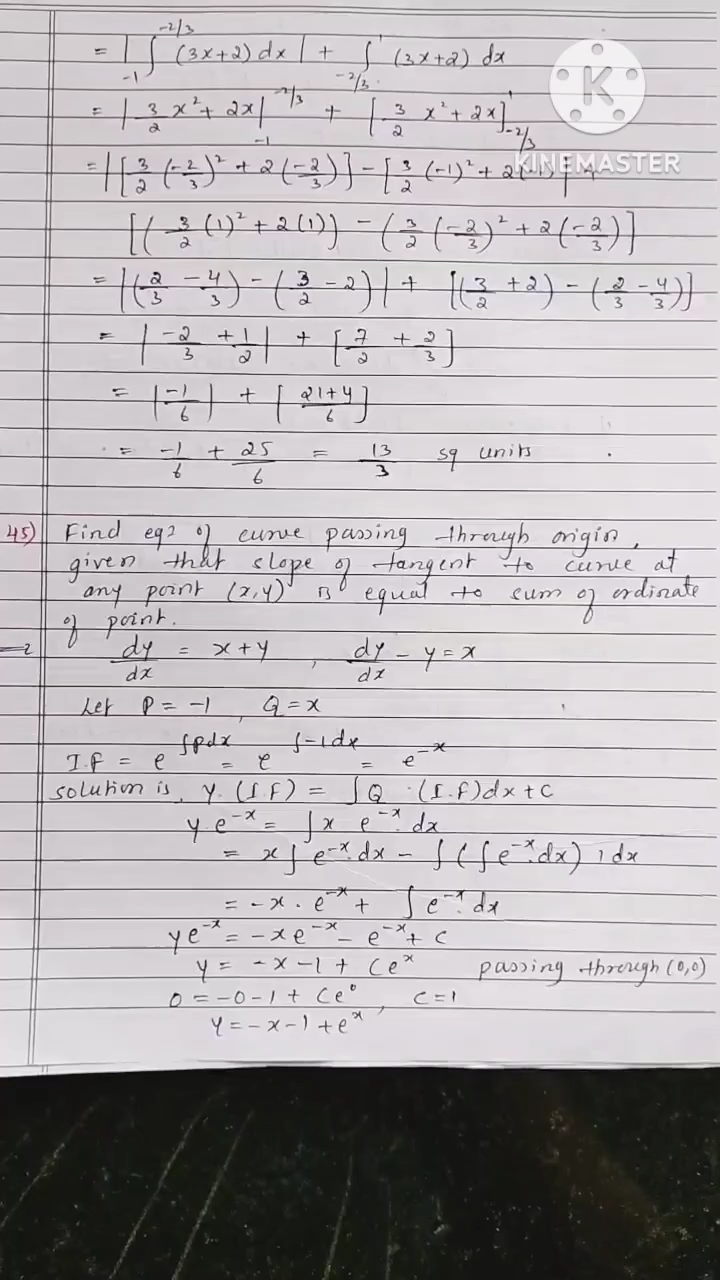 = | ∫_{-1}^{-2/3} (3x+2) dx | + ∫_{-2/3}^{1} (3x+2) dx
= | 3/2 x² + 2x |_{-1}^{-2/3} + [ 3/2 x² + 2x ]_{-2/3}^{1}
K
KINEMASTER
= | [ 3/2 (-2/3)² + 2 (-2/3) ] - [ 3/2 (-1)² + 2(-1) ] | +
[ ( 3/2 (1)² + 2(1) ) - ( 3/2 (-2/3)² + 2 (-2/3) ]
= | ( 2/3 - 4/3 ) - ( 3/2 - 2 ) | + [ ( 3/2 + 2 ) - ( 2/3 - 4/3 ) ]
= | -2/3 + 1/2 | + [ 7/2 + 2/3 ]
= | -1/6 | + [ 21+4/6 ]
= -1/6 + 25/6 = 13/3 sq units
45) Find eqⁿ of curve passing through origin,
given that slope of tangent to curve at
any point (x,y) is equal to sum of ordinate
of point.
dy/dx = x+y , dy/dx - y = x
Let P = -1 , Q = x
I.F = e^{∫pdx} = e^{∫-1dx} = e^{-x}
solution is, y.(I.F) = ∫Q .(I.F)dx + C
y.e^{-x} = ∫ x e^{-x}. dx
= x∫ e^{-x}.dx - ∫ (∫e^{-x}.dx) 1 dx
= -x . e^{-x} + ∫ e^{-x}. dx
ye^{-x} = -xe^{-x} - e^{-x} + C
y = -x - 1 + Ce^{x} passing through (0,0)
0 = -0 - 1 + Ce^{0} , C = 1
y = -x - 1 + e^{x}